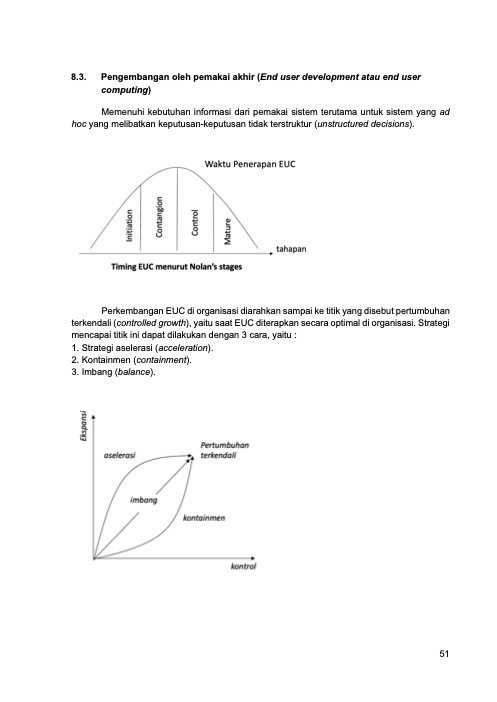 8.3. Pengembangan oleh pemakai akhir (End user development atau end user
computing)
Memenuhi kebutuhan informasi dari pemakai sistem terutama untuk sistem yang ad
hoc yang melibatkan keputusan-keputusan tidak terstruktur (unstructured decisions).
Waktu Penerapan EUC
Initiation
Contangion
Control
Mature
tahapan
Timing EUC menurut Nolan's stages
Perkembangan EUC di organisasi diarahkan sampai ke titik yang disebut pertumbuhan
terkendali (controlled growth), yaitu saat EUC diterapkan secara optimal di organisasi. Strategi
mencapai titik ini dapat dilakukan dengan 3 cara, yaitu :
1. Strategi aselerasi (acceleration).
2. Kontainmen (containment).
3. Imbang (balance).
Ekspansi
aselerasi
Pertumbuhan
terkendali
imbang
kontainmen
kontrol
51